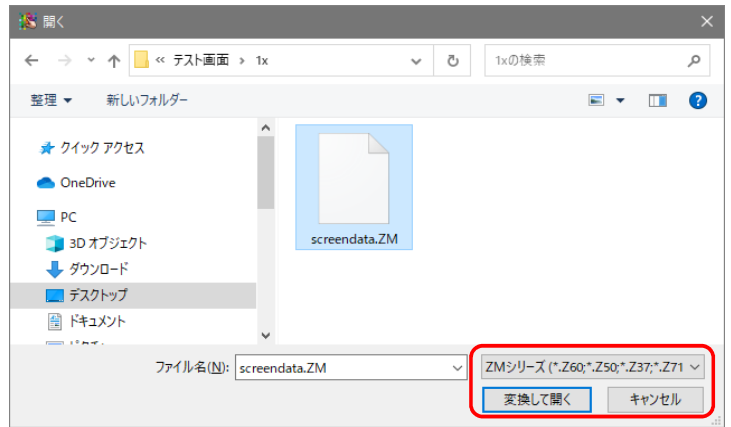 開く
« テスト画面 › 1x
1xの検索
整理
新しいフォルダー
クイック アクセス
OneDrive
PC
3D オブジェクト
ダウンロード
デスクトップ
ドキュメント
screendata.ZM
ファイル名(N):
screendata.ZM
ZMシリーズ (*.Z60;*.Z50;*.Z37;*.Z71
変換して開く
キャンセル